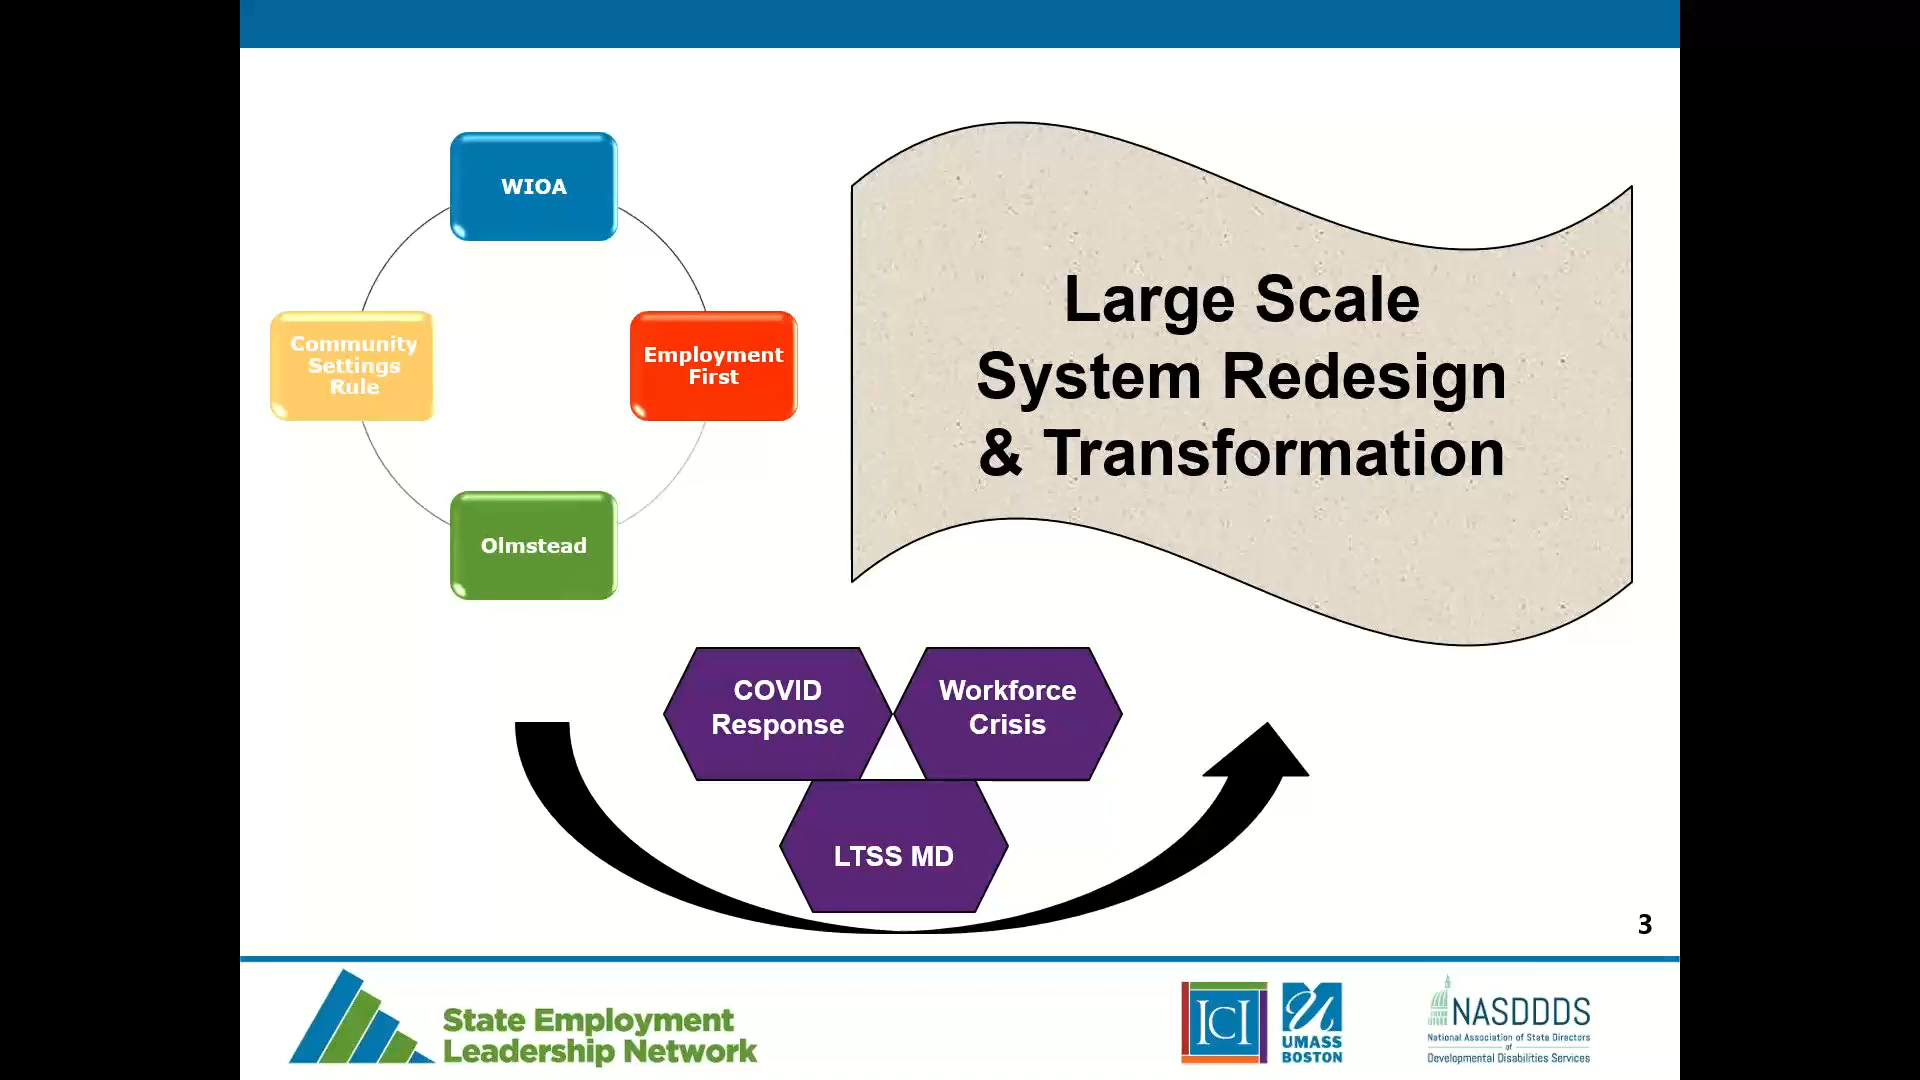 WIOA
Community
Settings
Rule
Employment
First
Olmstead
Large Scale
System Redesign
& Transformation
COVID
Response
Workforce
Crisis
LTSS MD
3
State Employment
Leadership Network
ICI
UMASS
BOSTON
NASDDDS
National Association of State Directors
of
Developmental Disabilities Services